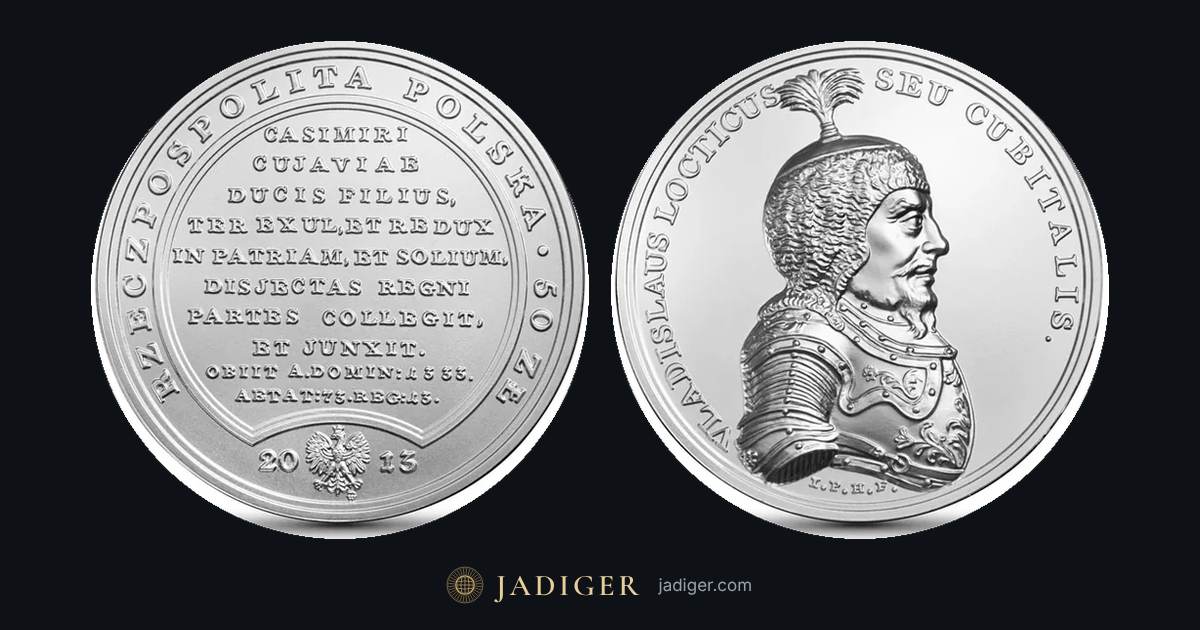 RZECZPOSPOLITA POLSKA · 50 ZŁ
CASIMIRI
CUJAVIAE
DUCIS FILIUS,
TER EXUL, ET REDUX
IN PATRIAM, ET SOLIUM,
DISJECTAS REGNI
PARTES COLLEGIT,
ET JUNXIT.
OBIIT A.DOMIN:1333.
AETAT:73.REG:13.
20 13
VLADISLAUS LOCTICUS SEU CUBITALIS.
I.P.H.F.
JADIGER jadiger.com